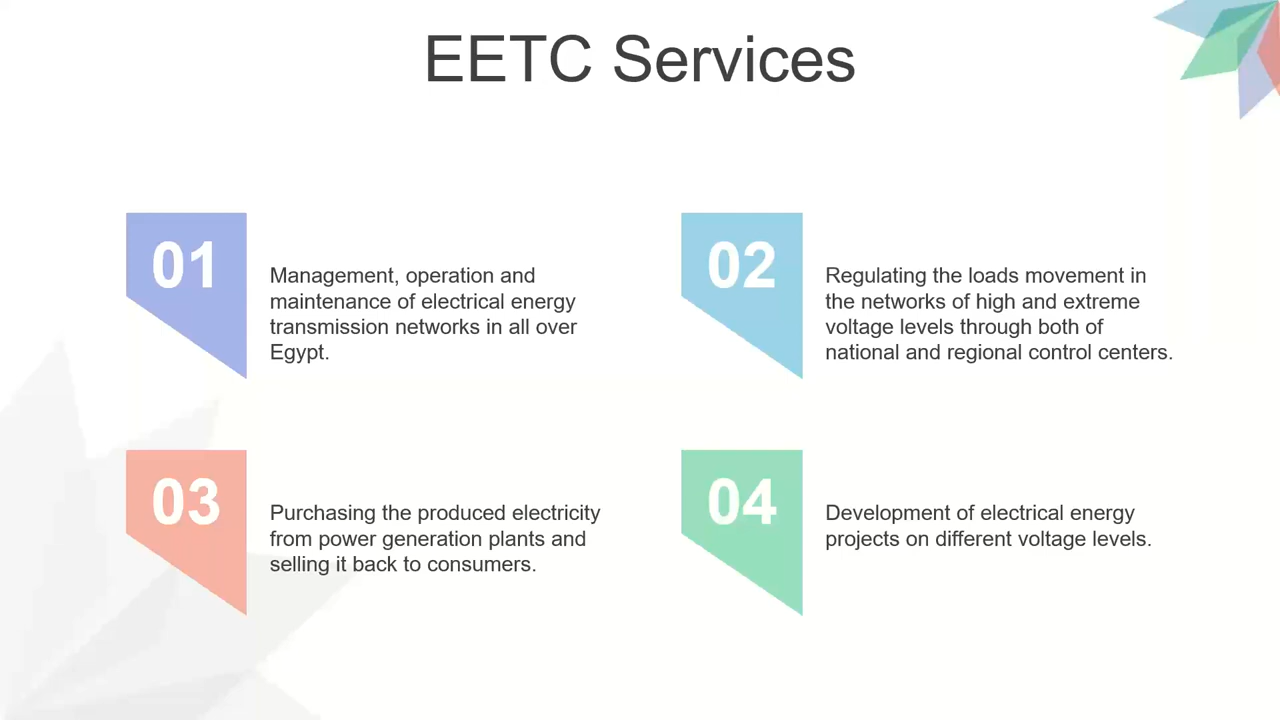 EETC Services
01
Management, operation and
maintenance of electrical energy
transmission networks in all over
Egypt.
02
Regulating the loads movement in
the networks of high and extreme
voltage levels through both of
national and regional control centers.
03
Purchasing the produced electricity
from power generation plants and
selling it back to consumers.
04
Development of electrical energy
projects on different voltage levels.